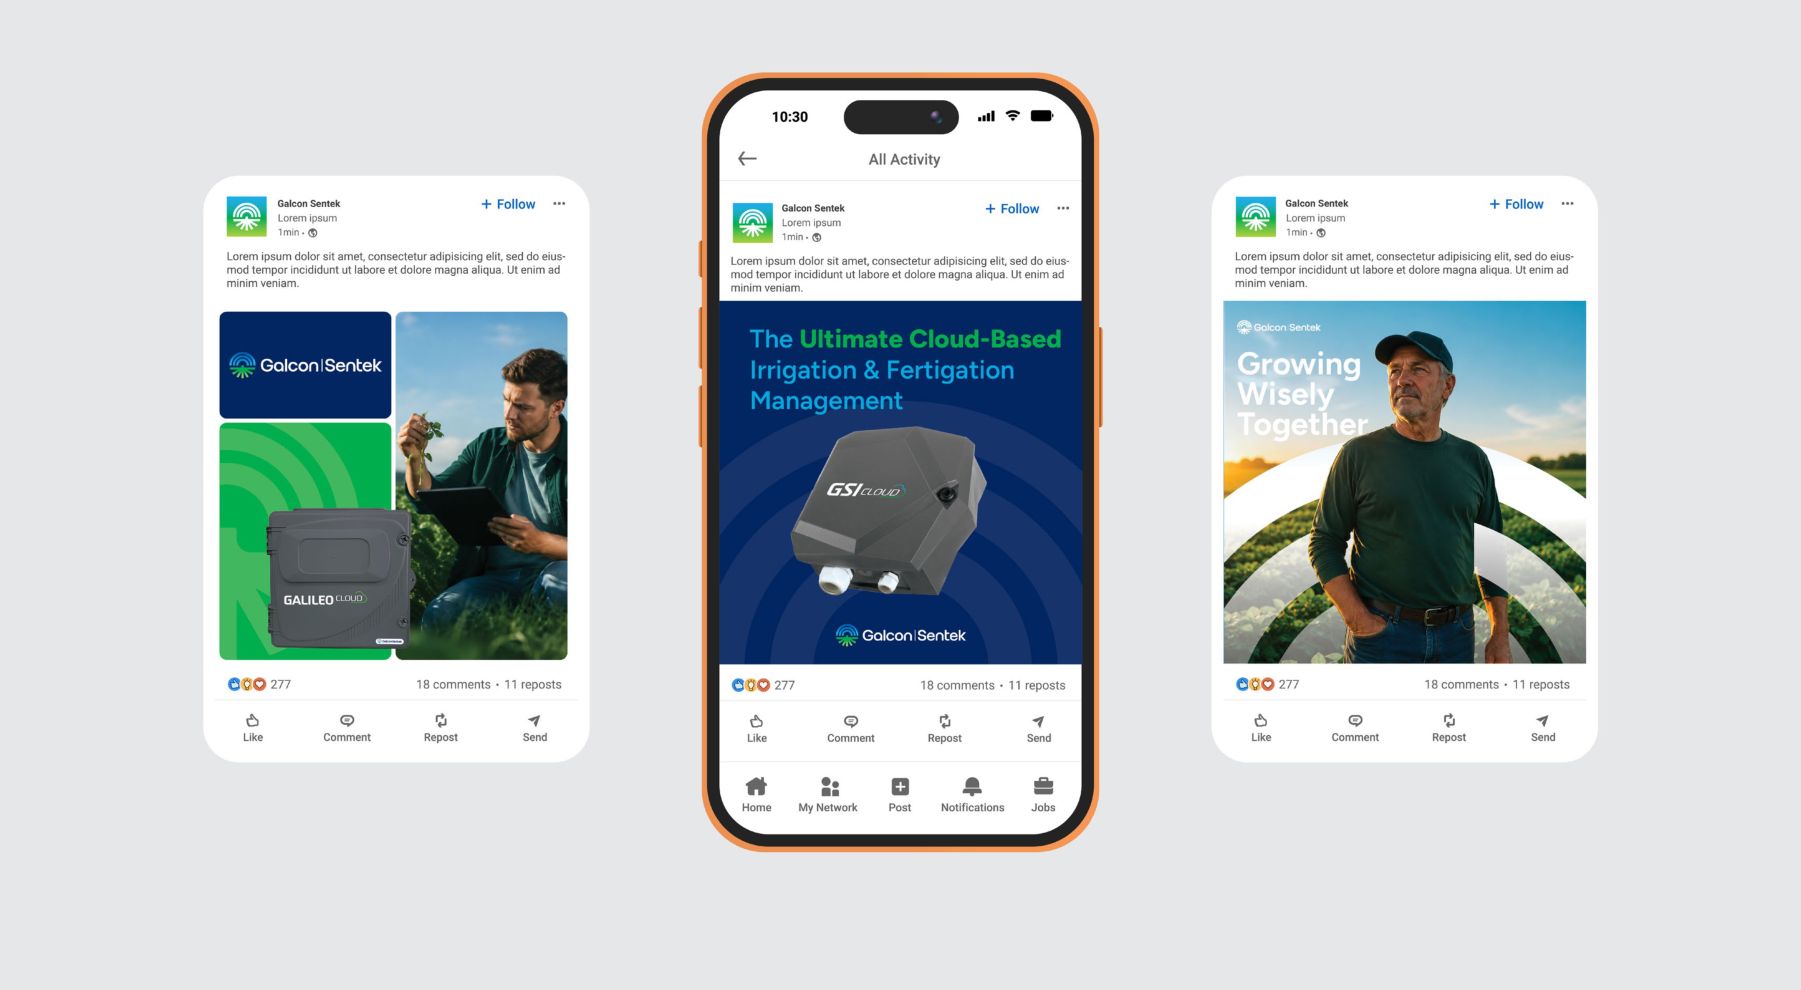 Galcon Sentek
+ Follow
Lorem ipsum
1min •
Lorem ipsum dolor sit amet, consectetur adipisicing elit, sed do eius-
mod tempor incididunt ut labore et dolore magna aliqua. Ut enim ad
minim veniam.
Galcon|Sentek
GALILEO CLOUD
277
18 comments • 11 reposts
Like
Comment
Repost
Send
10:30
All Activity
Galcon Sentek
+ Follow
Lorem ipsum
1min •
Lorem ipsum dolor sit amet, consectetur adipisicing elit, sed do eius-
mod tempor incididunt ut labore et dolore magna aliqua. Ut enim ad
minim veniam.
The Ultimate Cloud-Based
Irrigation & Fertigation
Management
GSI CLOUD
Galcon|Sentek
277
18 comments • 11 reposts
Like
Comment
Repost
Send
Home
My Network
Post
Notifications
Jobs
Galcon Sentek
+ Follow
Lorem ipsum
1min •
Lorem ipsum dolor sit amet, consectetur adipisicing elit, sed do eius-
mod tempor incididunt ut labore et dolore magna aliqua. Ut enim ad
minim veniam.
Galcon|Sentek
Growing
Wisely
Together
277
18 comments • 11 reposts
Like
Comment
Repost
Send